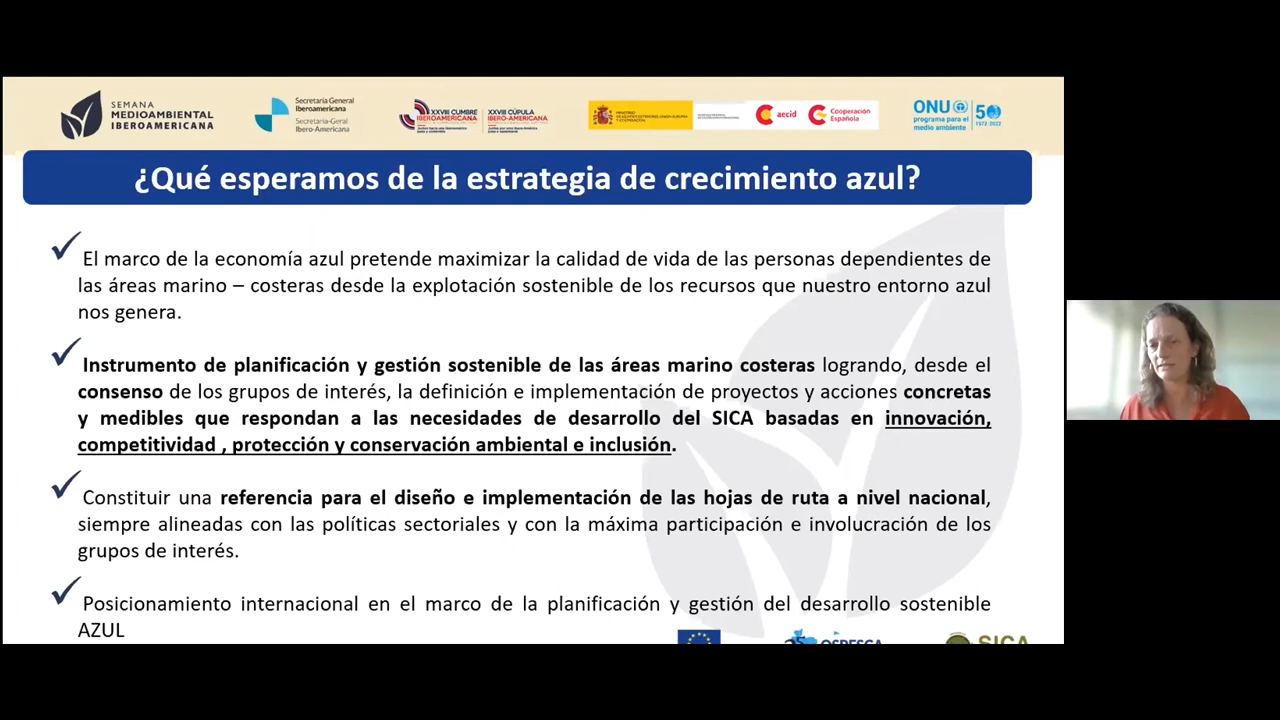 SEMANA
MEDIOAMBIENTAL
IBEROAMERICANA
Secretaría General
Iberoamericana
Secretaria-Geral
Ibero-Americana
XXVIII CUMBRE
IBEROAMERICANA
XXVIII CÚPULA
IBERO-AMERICANA
aecid
Cooperación
Española
ONU
programa para el
medio ambiente
50
1972-2022
¿Qué esperamos de la estrategia de crecimiento azul?
El marco de la economía azul pretende maximizar la calidad de vida de las personas dependientes de
las áreas marino – costeras desde la explotación sostenible de los recursos que nuestro entorno azul
nos genera.
Instrumento de planificación y gestión sostenible de las áreas marino costeras logrando, desde el
consenso de los grupos de interés, la definición e implementación de proyectos y acciones concretas
y medibles que respondan a las necesidades de desarrollo del SICA basadas en innovación,
competitividad , protección y conservación ambiental e inclusión.
Constituir una referencia para el diseño e implementación de las hojas de ruta a nivel nacional,
siempre alineadas con las políticas sectoriales y con la máxima participación e involucración de los
grupos de interés.
Posicionamiento internacional en el marco de la planificación y gestión del desarrollo sostenible
AZUL
OSPESCA
SICA